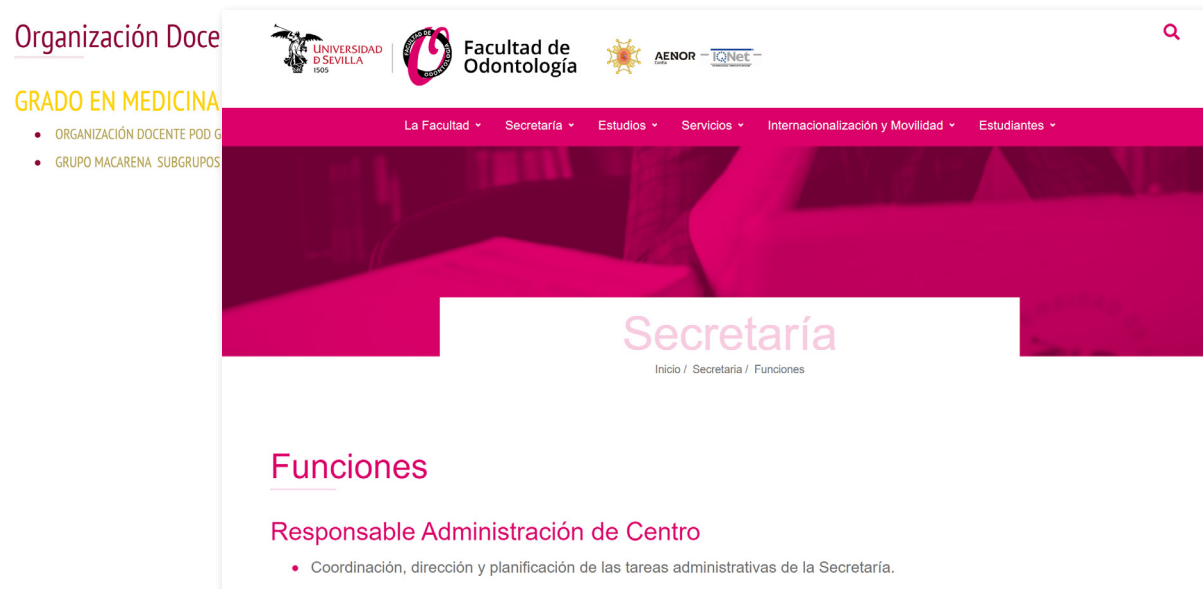 Organización Doce
GRADO EN MEDICINA
ORGANIZACIÓN DOCENTE POD G
GRUPO MACARENA SUBGRUPOS
UNIVERSIDAD
D SEVILLA
1505
FACULTAD DE
ODONTOLOGÍA
Facultad de
Odontología
AENOR
IQNet
La Facultad
Secretaría
Estudios
Servicios
Internacionalización y Movilidad
Estudiantes
Secretaría
Inicio / Secretaria / Funciones
Funciones
Responsable Administración de Centro
Coordinación, dirección y planificación de las tareas administrativas de la Secretaría.